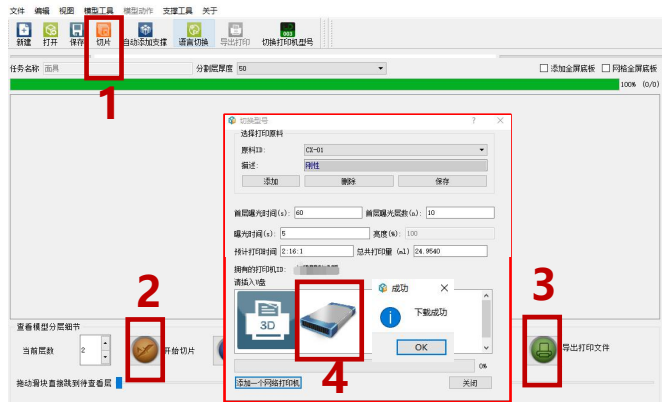 文件 编辑 视图 模型工具 模型动作 支撑工具 关于
新建 打开 保存 切片 自动添加支撑 语言切换 导出打印 切换打印机型号
003
1
任务名称 面具 分割层厚度 50 添加全屏底板 网格全屏底板
100% (0/0)
切换型号 ? ×
选择打印原料
原料ID: CX-01
描述: 刚性
添加 删除 保存
首层曝光时间(s): 60 首层曝光层数(n): 10
曝光时间(s): 5 亮度(%): 100
预计打印时间 2:16:1 总共打印量 (ml) 24.9540
拥有的打印机ID:
请插入U盘
3D
成功 ×
下载成功
OK
0%
添加一个网络打印机 关闭
2
3
4
查看模型分层细节
当前层数 2 开始切片 导出打印文件
拖动滑块直接跳到待查看层